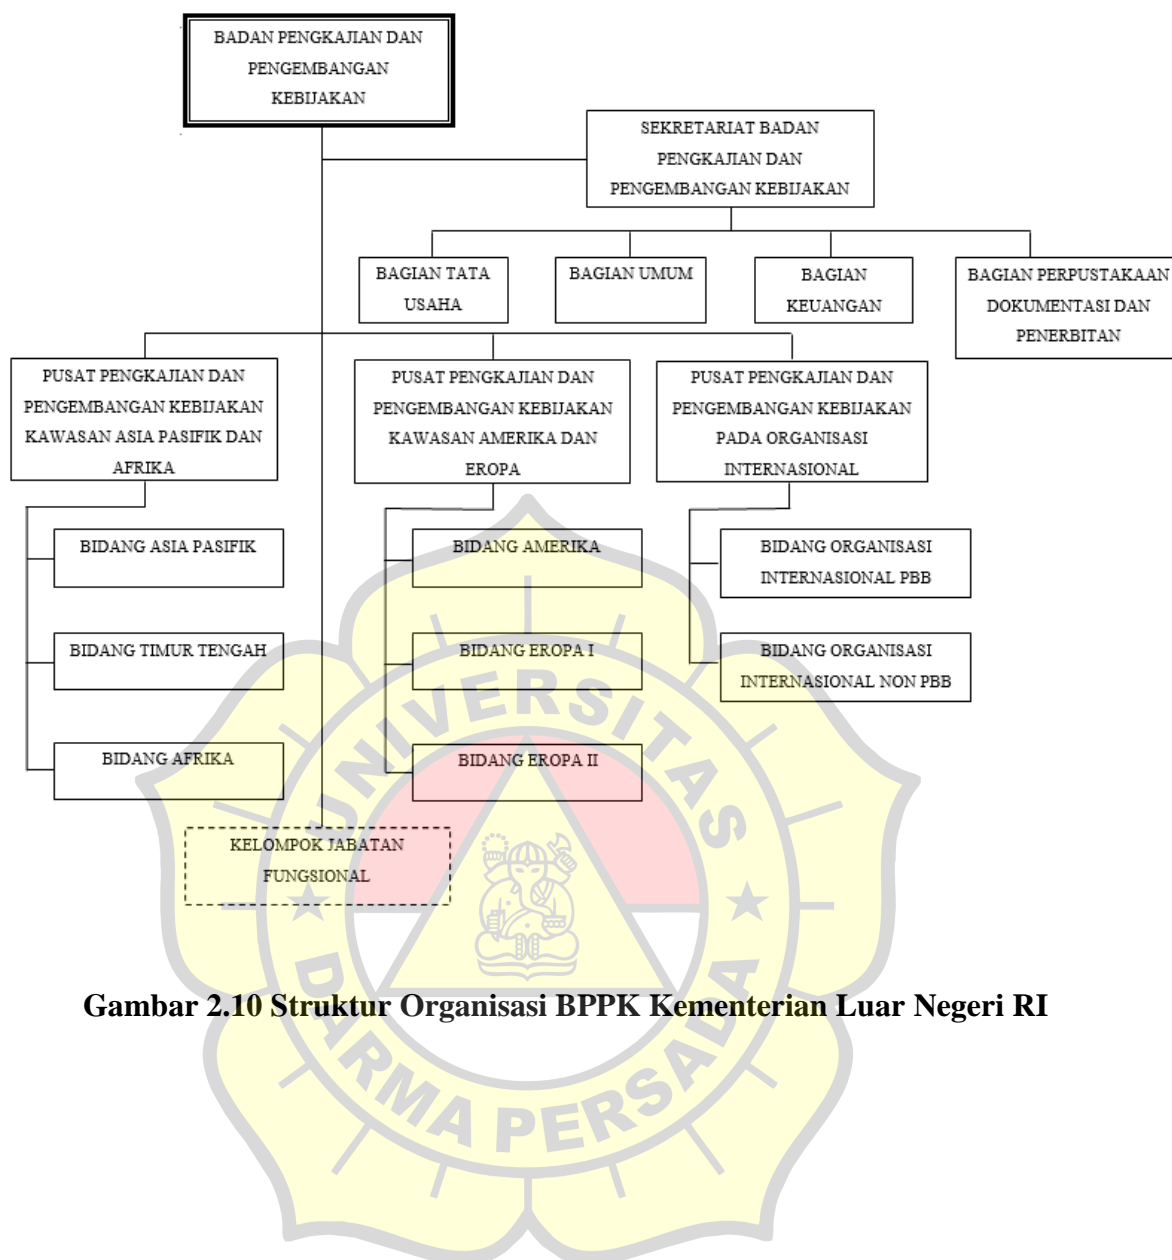 BADAN PENGKAJIAN DAN
PENGEMBANGAN
KEBIJAKAN
SEKRETARIAT BADAN
PENGKAJIAN DAN
PENGEMBANGAN KEBIJAKAN
BAGIAN TATA
USAHA
BAGIAN UMUM
BAGIAN
KEUANGAN
BAGIAN PERPUSTAKAAN
DOKUMENTASI DAN
PENERBITAN
PUSAT PENGKAJIAN DAN
PENGEMBANGAN KEBIJAKAN
KAWASAN ASIA PASIFIK DAN
AFRIKA
PUSAT PENGKAJIAN DAN
PENGEMBANGAN KEBIJAKAN
KAWASAN AMERIKA DAN
EROPA
PUSAT PENGKAJIAN DAN
PENGEMBANGAN KEBIJAKAN
PADA ORGANISASI
INTERNASIONAL
BIDANG ASIA PASIFIK
BIDANG TIMUR TENGAH
BIDANG AFRIKA
BIDANG AMERIKA
BIDANG EROPA I
BIDANG EROPA II
BIDANG ORGANISASI
INTERNASIONAL PBB
BIDANG ORGANISASI
INTERNASIONAL NON PBB
KELOMPOK JABATAN
FUNGSIONAL
UNIVERSITAS
DARMA PERSADA
Gambar 2.10 Struktur Organisasi BPPK Kementerian Luar Negeri RI